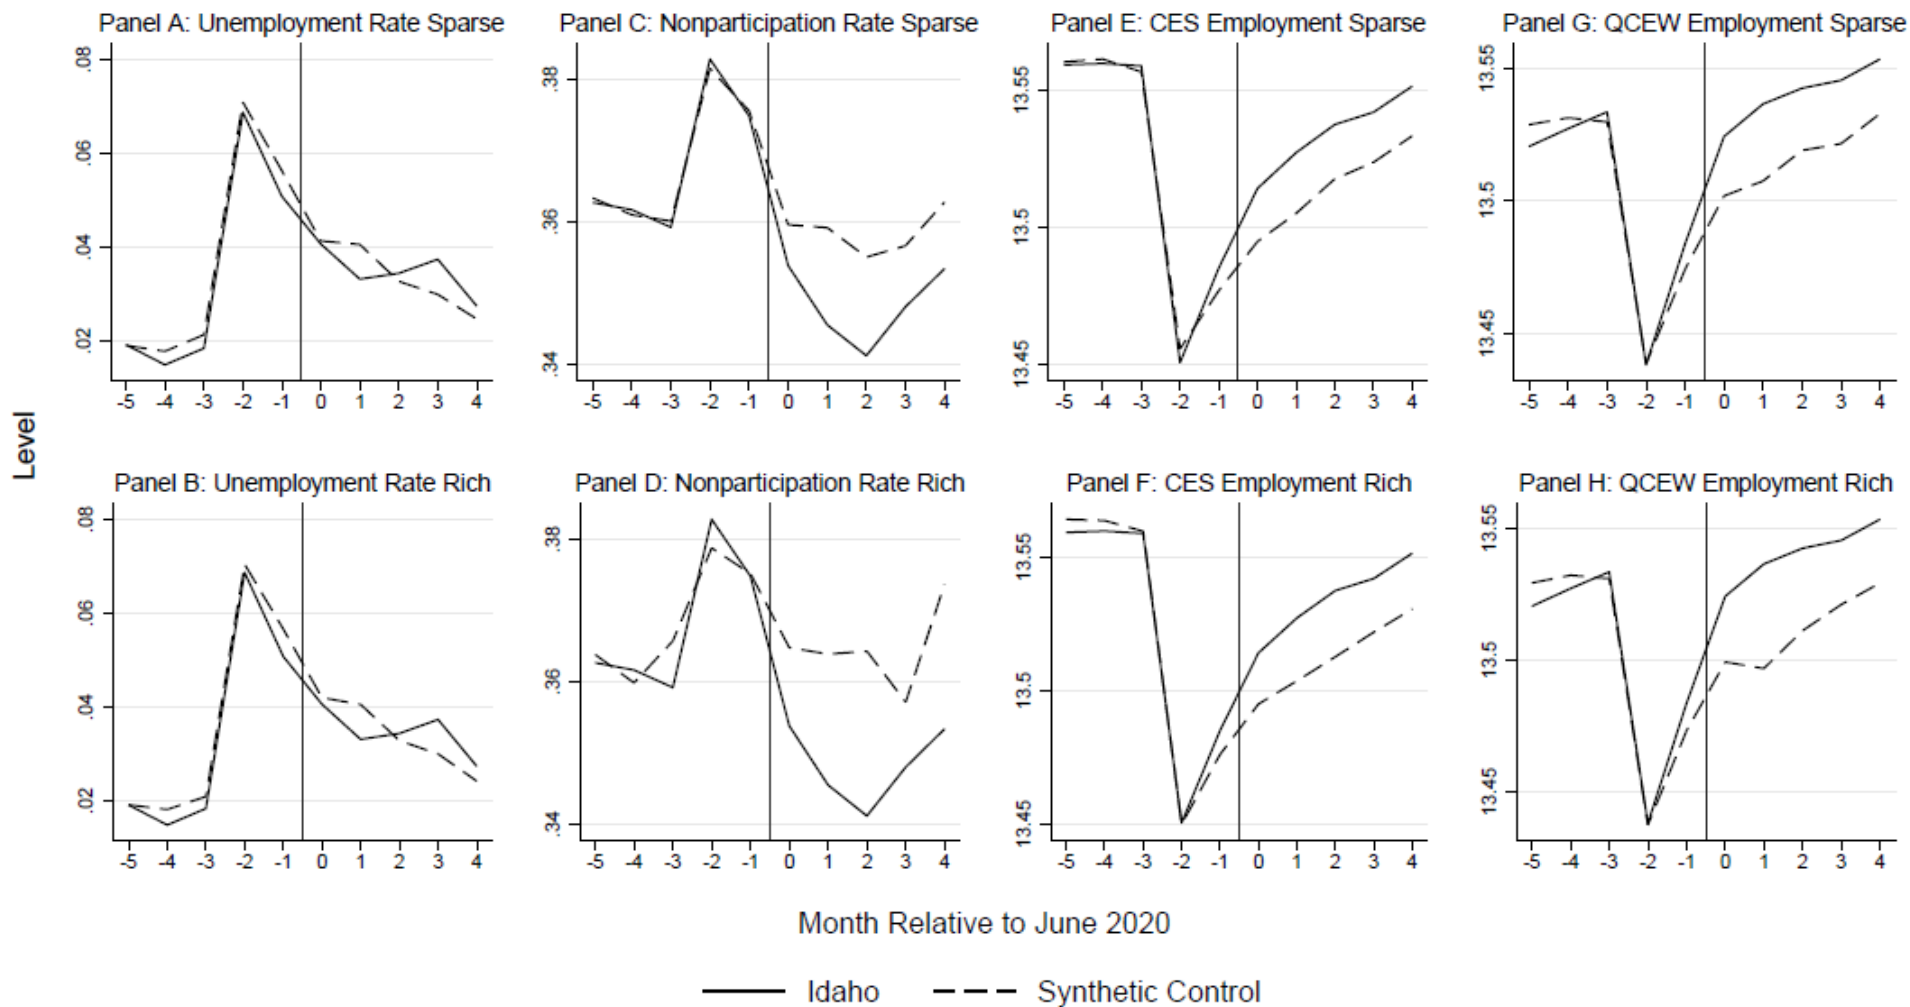 Panel A: Unemployment Rate Sparse
.08
.06
.04
.02
-5 -4 -3 -2 -1 0 1 2 3 4
Panel C: Nonparticipation Rate Sparse
.38
.36
.34
-5 -4 -3 -2 -1 0 1 2 3 4
Panel E: CES Employment Sparse
13.55
13.5
13.45
-5 -4 -3 -2 -1 0 1 2 3 4
Panel G: QCEW Employment Sparse
13.55
13.5
13.45
-5 -4 -3 -2 -1 0 1 2 3 4
Level
Panel B: Unemployment Rate Rich
.08
.06
.04
.02
-5 -4 -3 -2 -1 0 1 2 3 4
Panel D: Nonparticipation Rate Rich
.38
.36
.34
-5 -4 -3 -2 -1 0 1 2 3 4
Panel F: CES Employment Rich
13.55
13.5
13.45
-5 -4 -3 -2 -1 0 1 2 3 4
Panel H: QCEW Employment Rich
13.55
13.5
13.45
-5 -4 -3 -2 -1 0 1 2 3 4
Month Relative to June 2020
Idaho Synthetic Control